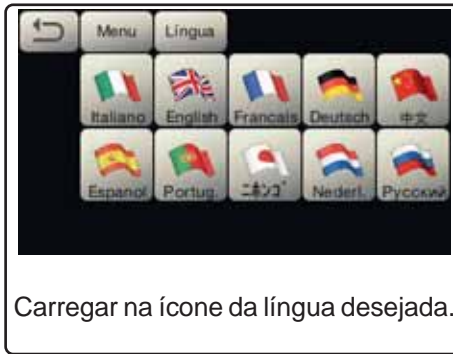 Menu Língua
Italiano English Francais Deutsch 中文
Espanol Portug. ニホンゴ Nederl. Русский
Carregar na ícone da língua desejada.